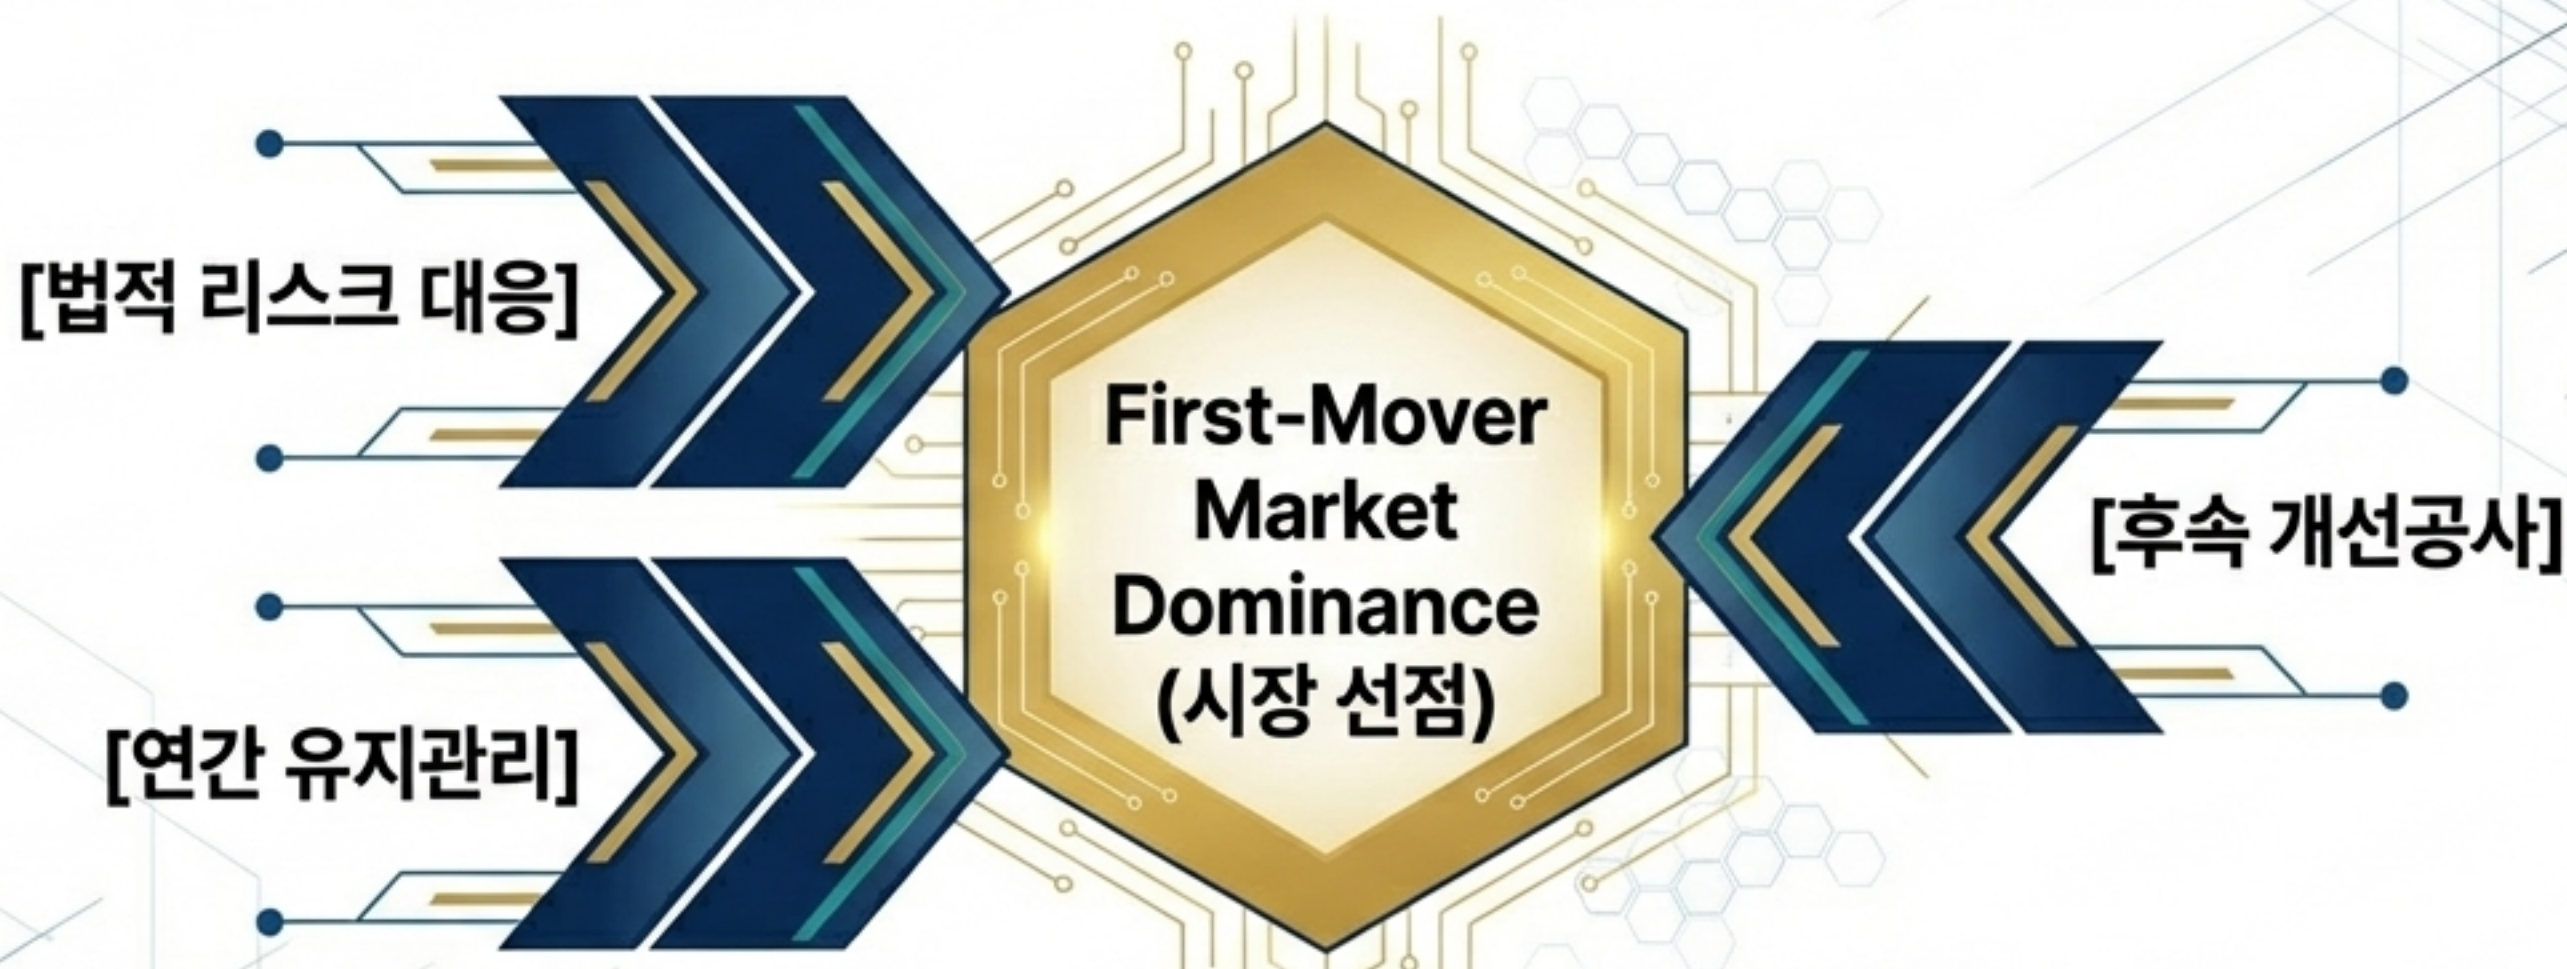 [법적 리스크 대응]
[연간 유지관리]
First-Mover
Market
Dominance
(시장 선점)
[후속 개선공사]